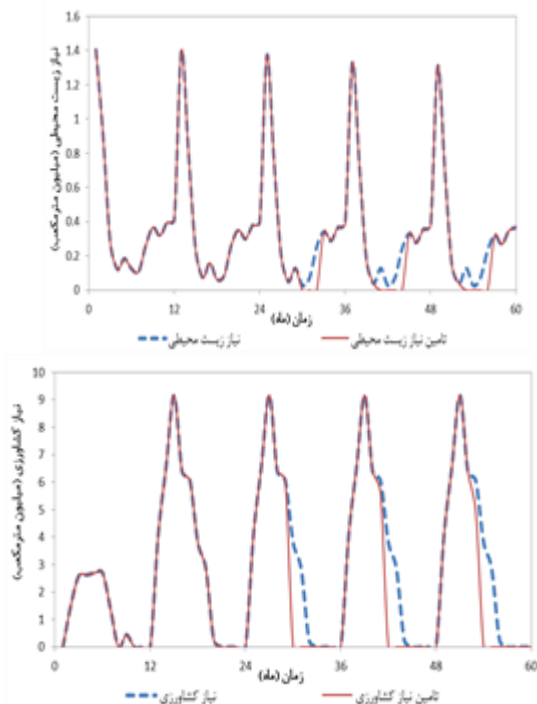 نیاز زیست محیطی (میلیون مترمکعب)
1.6
1.4
1.2
1
0.8
0.6
0.4
0.2
0
0 12 24 36 48 60
زمان (ماه)
نیاز زیست محیطی تامین نیاز زیست محیطی
نیاز کشاورزی (میلیون مترمکعب)
10
9
8
7
6
5
4
3
2
1
0
0 12 24 36 48 60
زمان (ماه)
نیاز کشاورزی تامین نیاز کشاورزی